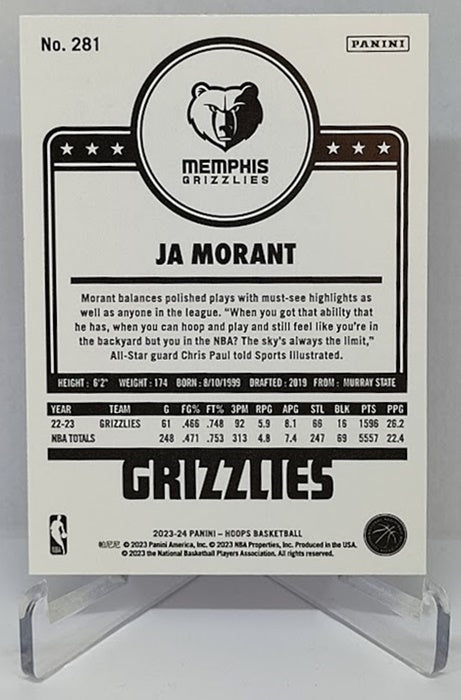 No. 281
PANINI
MEMPHIS
GRIZZLIES
JA MORANT
Morant balances polished plays with must-see highlights as
well as anyone in the league. “When you got that ability that
he has, when you can hoop and play and still feel like you’re in
the backyard but you in the NBA? The sky’s always the limit,”
All-Star guard Chris Paul told Sports Illustrated.
HEIGHT: 6'2" WEIGHT: 174 BORN: 8/10/1999 DRAFTED: 2019 FROM: MURRAY STATE
YEAR TEAM G FG% FT% 3PM RPG APG STL BLK PTS PPG
22-23 GRIZZLIES 61 .466 .748 92 5.9 8.1 66 16 1596 26.2
NBA TOTALS 248 .471 .753 313 4.8 7.4 247 69 5557 22.4
GRIZZLIES
2023-24 PANINI – HOOPS BASKETBALL
帕尼尼 © 2023 Panini America, Inc. © 2023 NBA Properties, Inc. Produced in the USA.
© 2023 the National Basketball Players Association. All rights reserved.
NBA